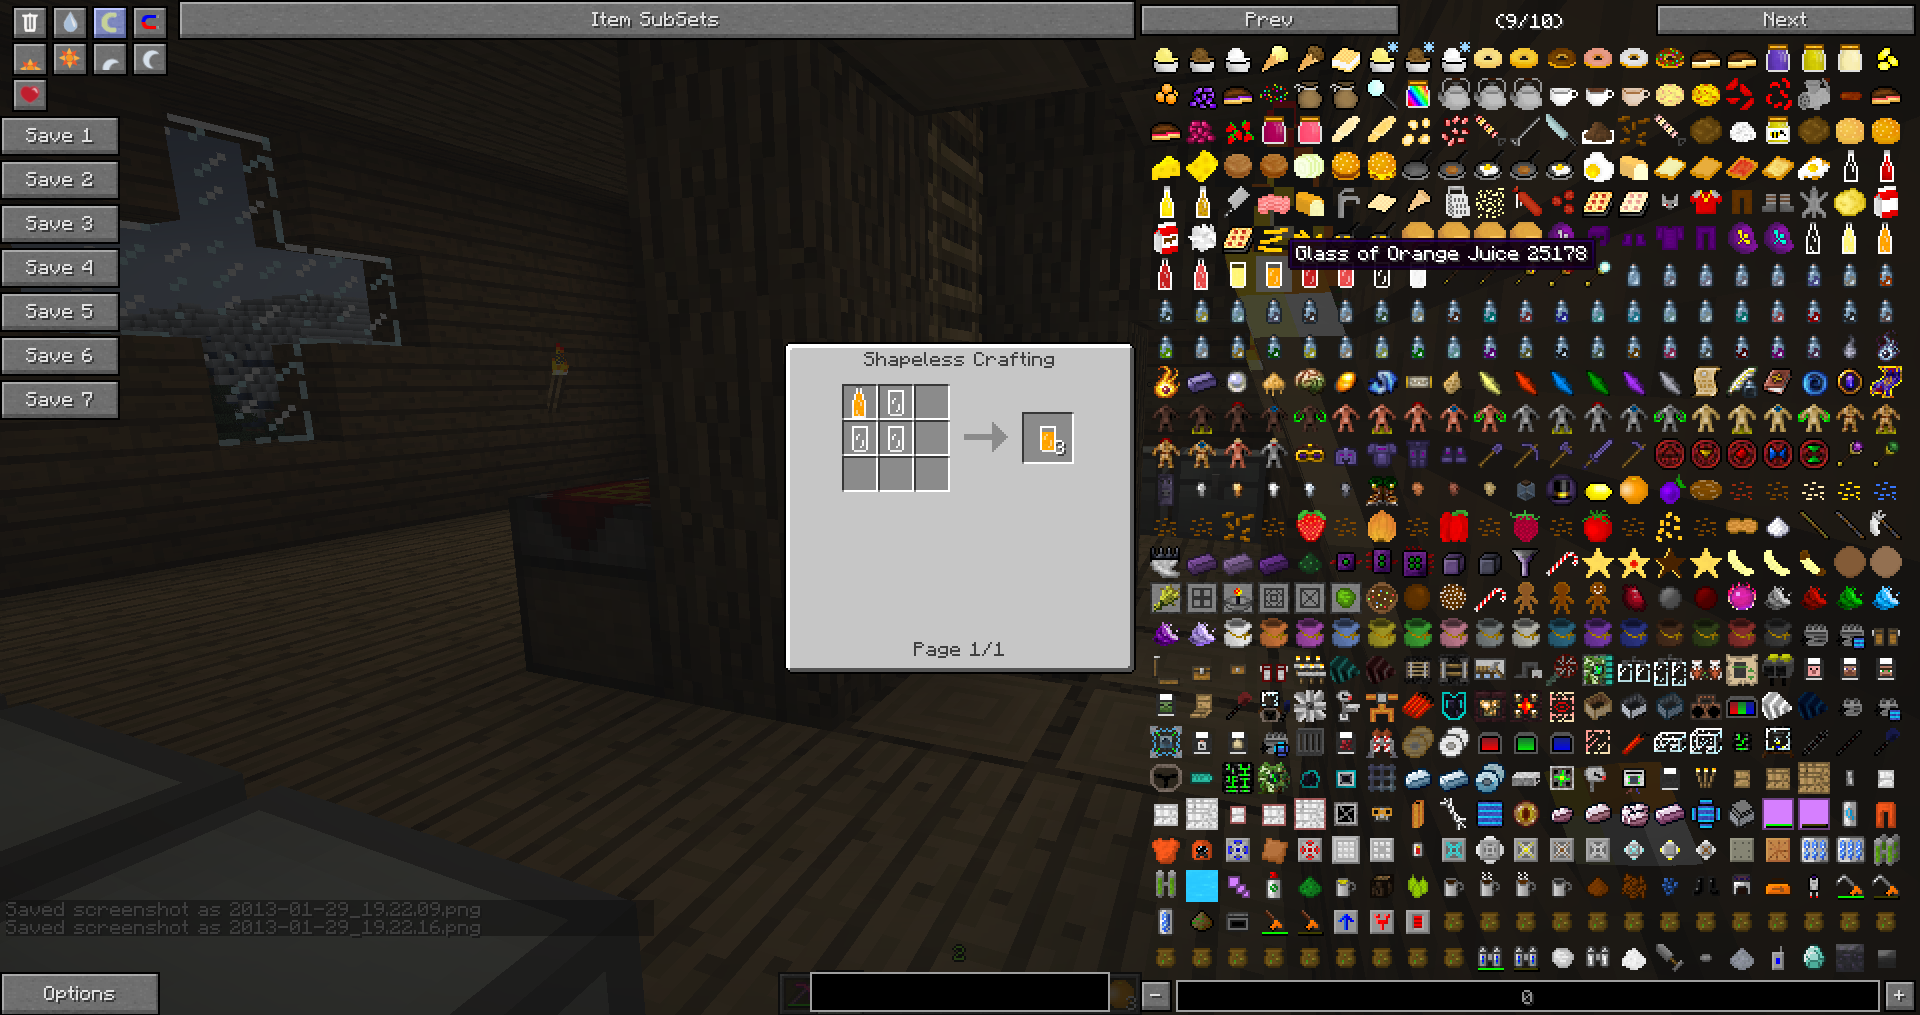 Item SubSets
Prev
(9/10)
Next
Save 1
Save 2
Save 3
Save 4
Save 5
Save 6
Save 7
Glass of Orange Juice 25178
Shapeless Crafting
3
Page 1/1
Saved screenshot as 2013-01-29_19.22.09.png
Saved screenshot as 2013-01-29_19.22.16.png
2
Options
3
-
0
+